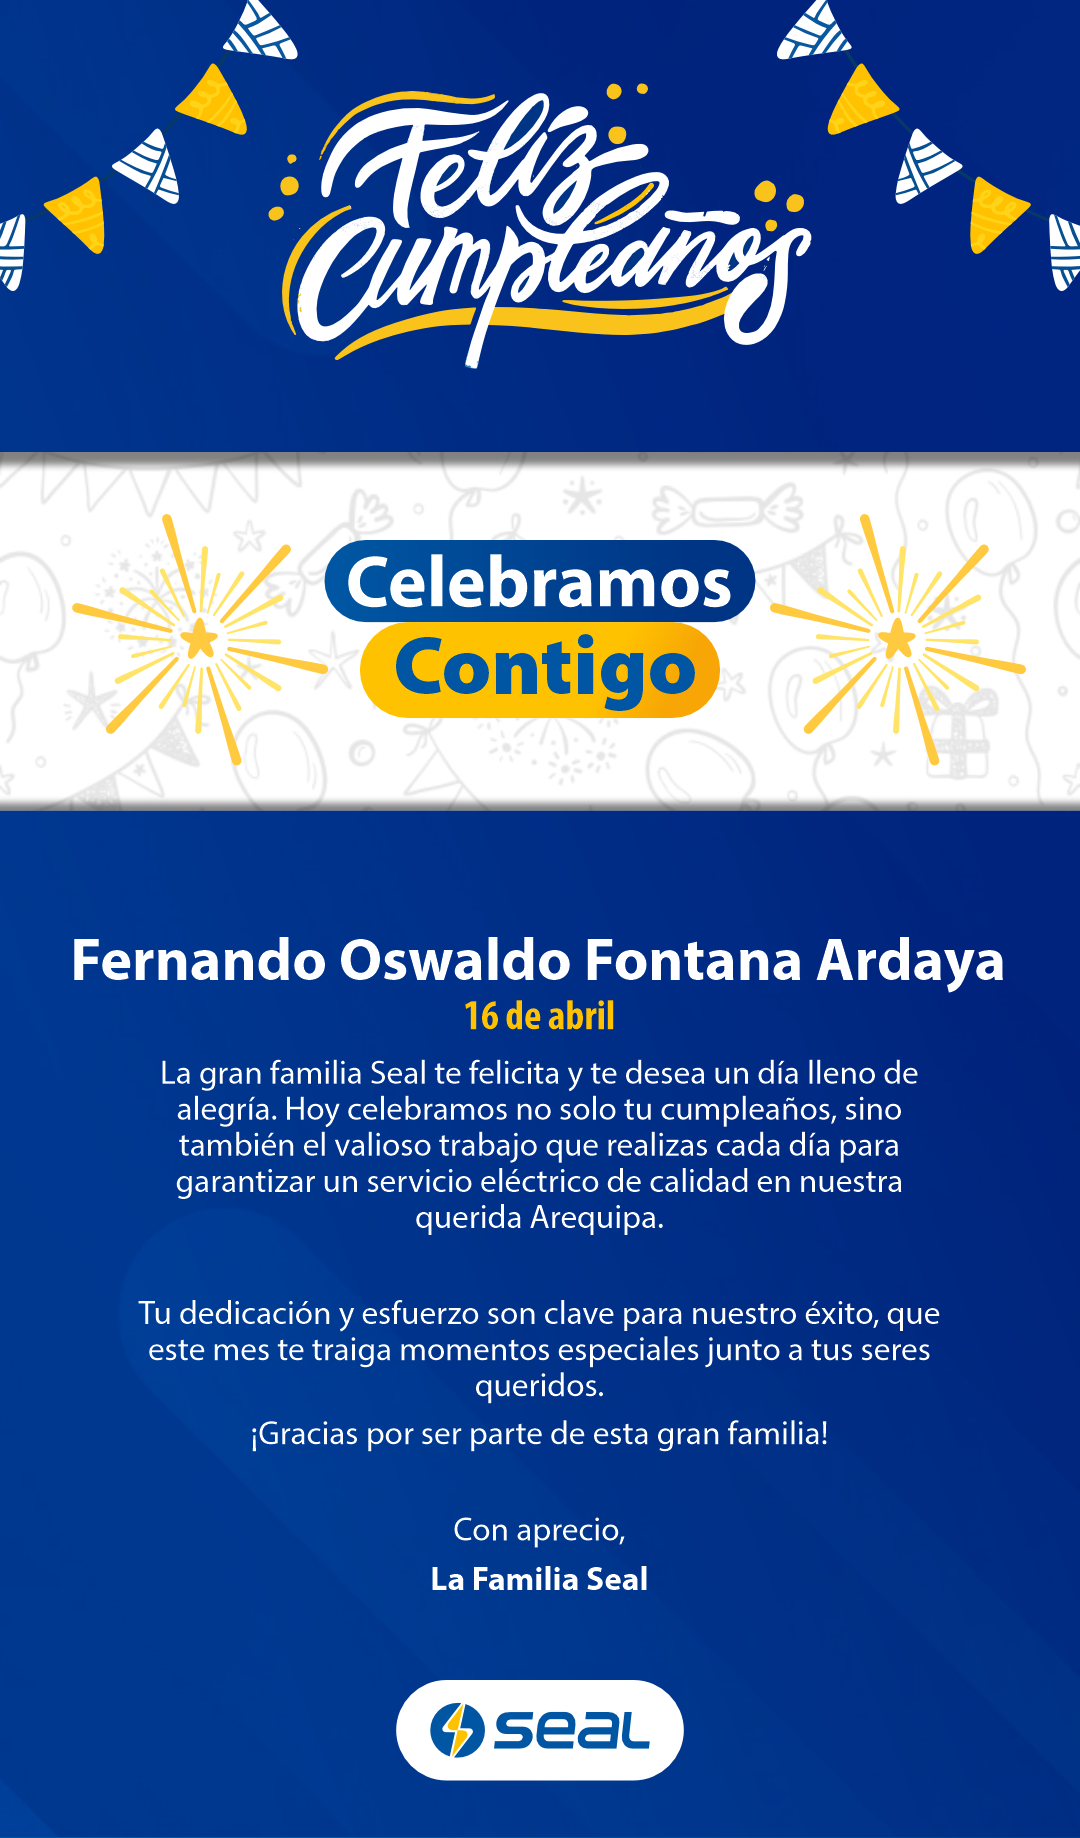 Feliz
Cumpleaños
Celebramos
Contigo
Fernando Oswaldo Fontana Ardaya
16 de abril
La gran familia Seal te felicita y te desea un día lleno de
alegría. Hoy celebramos no solo tu cumpleaños, sino
también el valioso trabajo que realizas cada día para
garantizar un servicio eléctrico de calidad en nuestra
querida Arequipa.
Tu dedicación y esfuerzo son clave para nuestro éxito, que
este mes te traiga momentos especiales junto a tus seres
queridos.
¡Gracias por ser parte de esta gran familia!
Con aprecio,
La Familia Seal
seal